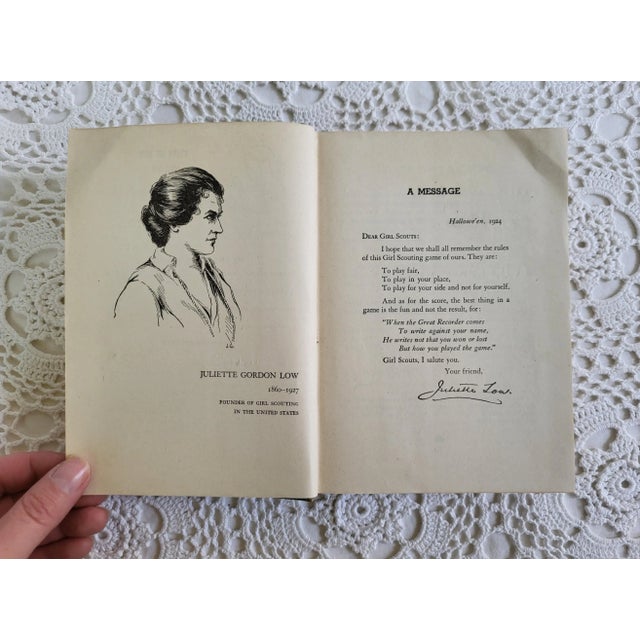 JULIETTE GORDON LOW
1860–1927
FOUNDER OF GIRL SCOUTING
IN THE UNITED STATES
A MESSAGE
Hallowe'en, 1924
DEAR GIRL SCOUTS:
I hope that we shall all remember the rules
of this Girl Scouting game of ours. They are:
To play fair,
To play in your place,
To play for your side and not for yourself.
And as for the score, the best thing in a
game is the fun and not the result, for:
"When the Great Recorder comes
To write against your name,
He writes not that you won or lost
But how you played the game."
Girl Scouts, I salute you.
Your friend,
Juliette Low.